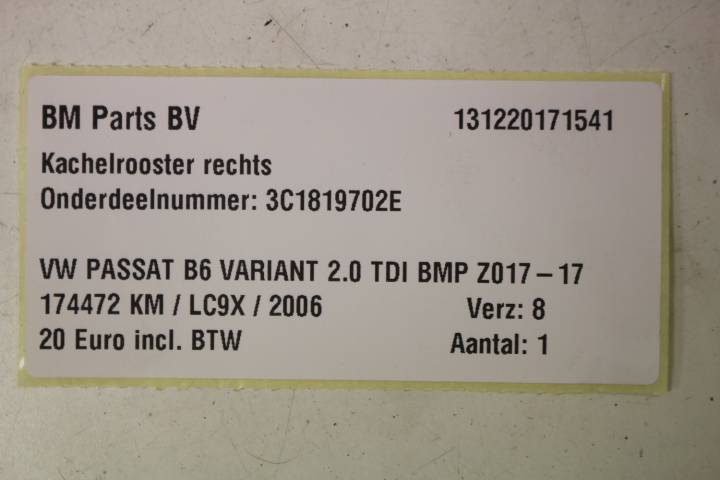 BM Parts BV 131220171541
Kachelrooster rechts
Onderdeelnummer: 3C1819702E
VW PASSAT B6 VARIANT 2.0 TDI BMP Z017 – 17
174472 KM / LC9X / 2006 Verz: 8
20 Euro incl. BTW Aantal: 1